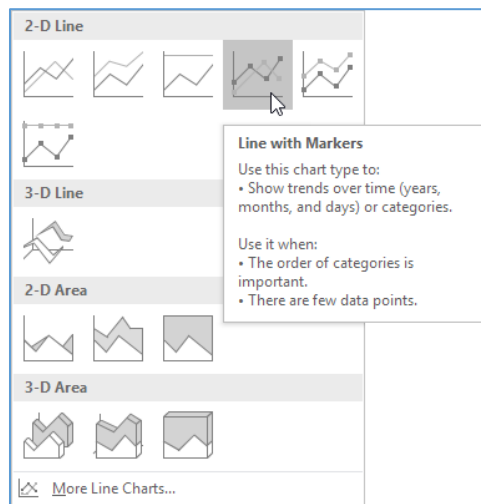 2-D Line
Line with Markers
Use this chart type to:
• Show trends over time (years,
months, and days) or categories.
Use it when:
• The order of categories is
important.
• There are few data points.
3-D Line
2-D Area
3-D Area
More Line Charts...